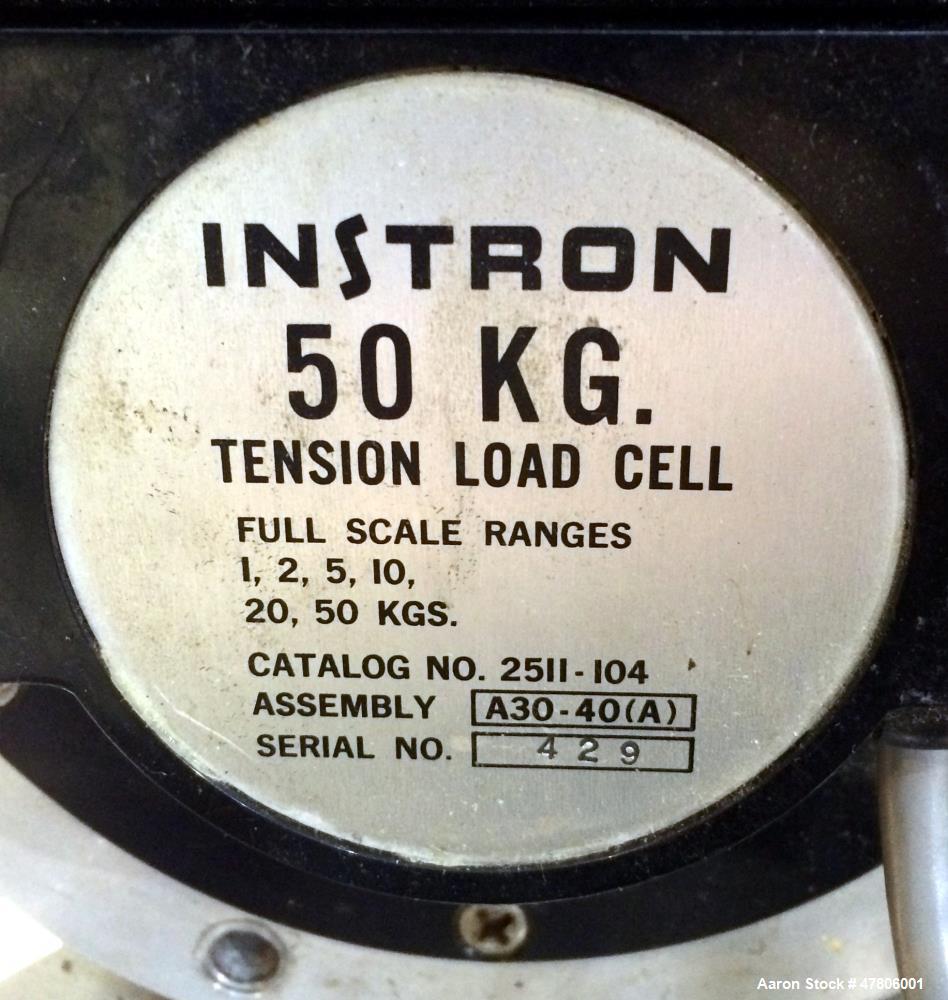 INSTRON
50 KG.
TENSION LOAD CELL
FULL SCALE RANGES
1, 2, 5, 10,
20, 50 KGS.
CATALOG NO. 2511-104
ASSEMBLY A30-40(A)
SERIAL NO. 429
Aaron Stock # 47806001